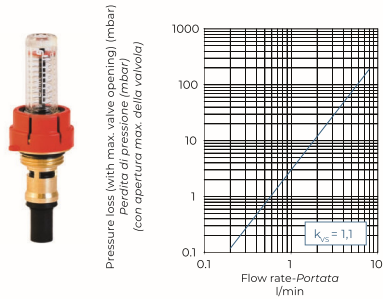 Pressure loss (with max. valve opening) (mbar)
Perdita di pressione (mbar)
(con apertura max. della valvola)
1000
100
10
1
0.1
k_vs = 1,1
0.1
1
10
Flow rate-Portata
l/min